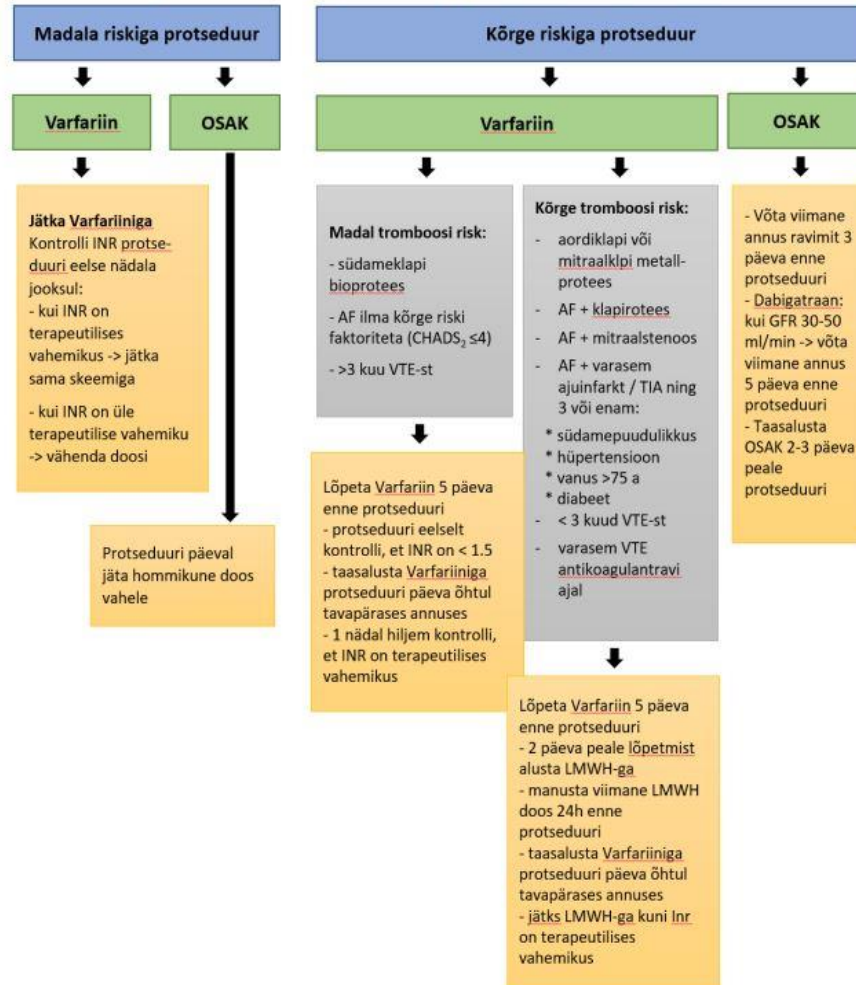 Madala riskiga protseduur
Varfariin
OSAK
Jätka Varfariiniga
Kontrolli INR protse-
duuri eelse nädala
jooksul:
- kui INR on
terapeutilises
vahemikus -> jätka
sama skeemiga
- kui INR on üle
terapeutilise vahemiku
-> vähenda doosi
Protseduuri päeval
jäta hommikune doos
vahele
Kõrge riskiga protseduur
Varfariin
OSAK
Madal tromboosi risk:
- südameklapi
bioprotees
- AF ilma kõrge riski
faktoriteta (CHADS₂ ≤4)
- >3 kuu VTE-st
Lõpeta Varfariin 5 päeva
enne protseduuri
- protseduuri eelselt
kontrolli, et INR on < 1.5
- taasalusta Varfariiniga
protseduuri päeva õhtul
tavapärases annuses
- 1 nädal hiljem kontrolli,
et INR on terapeutilises
vahemikus
Kõrge tromboosi risk:
- aordiklapi või
mitraalklpi metall-
protees
- AF + klapirotees
- AF + mitraalstenoos
- AF + varasem
ajuinfarkt / TIA ning
3 või enam:
* südamepuudulikkus
* hüpertensioon
* vanus >75 a
* diabeet
- < 3 kuud VTE-st
- varasem VTE
antikoagulantravi
ajal
Lõpeta Varfariin 5 päeva
enne protseduuri
- 2 päeva peale lõpetmist
alusta LMWH-ga
- manusta viimane LMWH
doos 24h enne
protseduuri
- taasalusta Varfariiniga
protseduuri päeva õhtul
tavapärases annuses
- jätks LMWH-ga kuni Inr
on terapeutilises
vahemikus
- Võta viimane
annus ravimit 3
päeva enne
protseduuri
- Dabigatraan:
kui GFR 30-50
ml/min -> võta
viimane annus
5 päeva enne
protseduuri
- Taasalusta
OSAK 2-3 päeva
peale
protseduuri